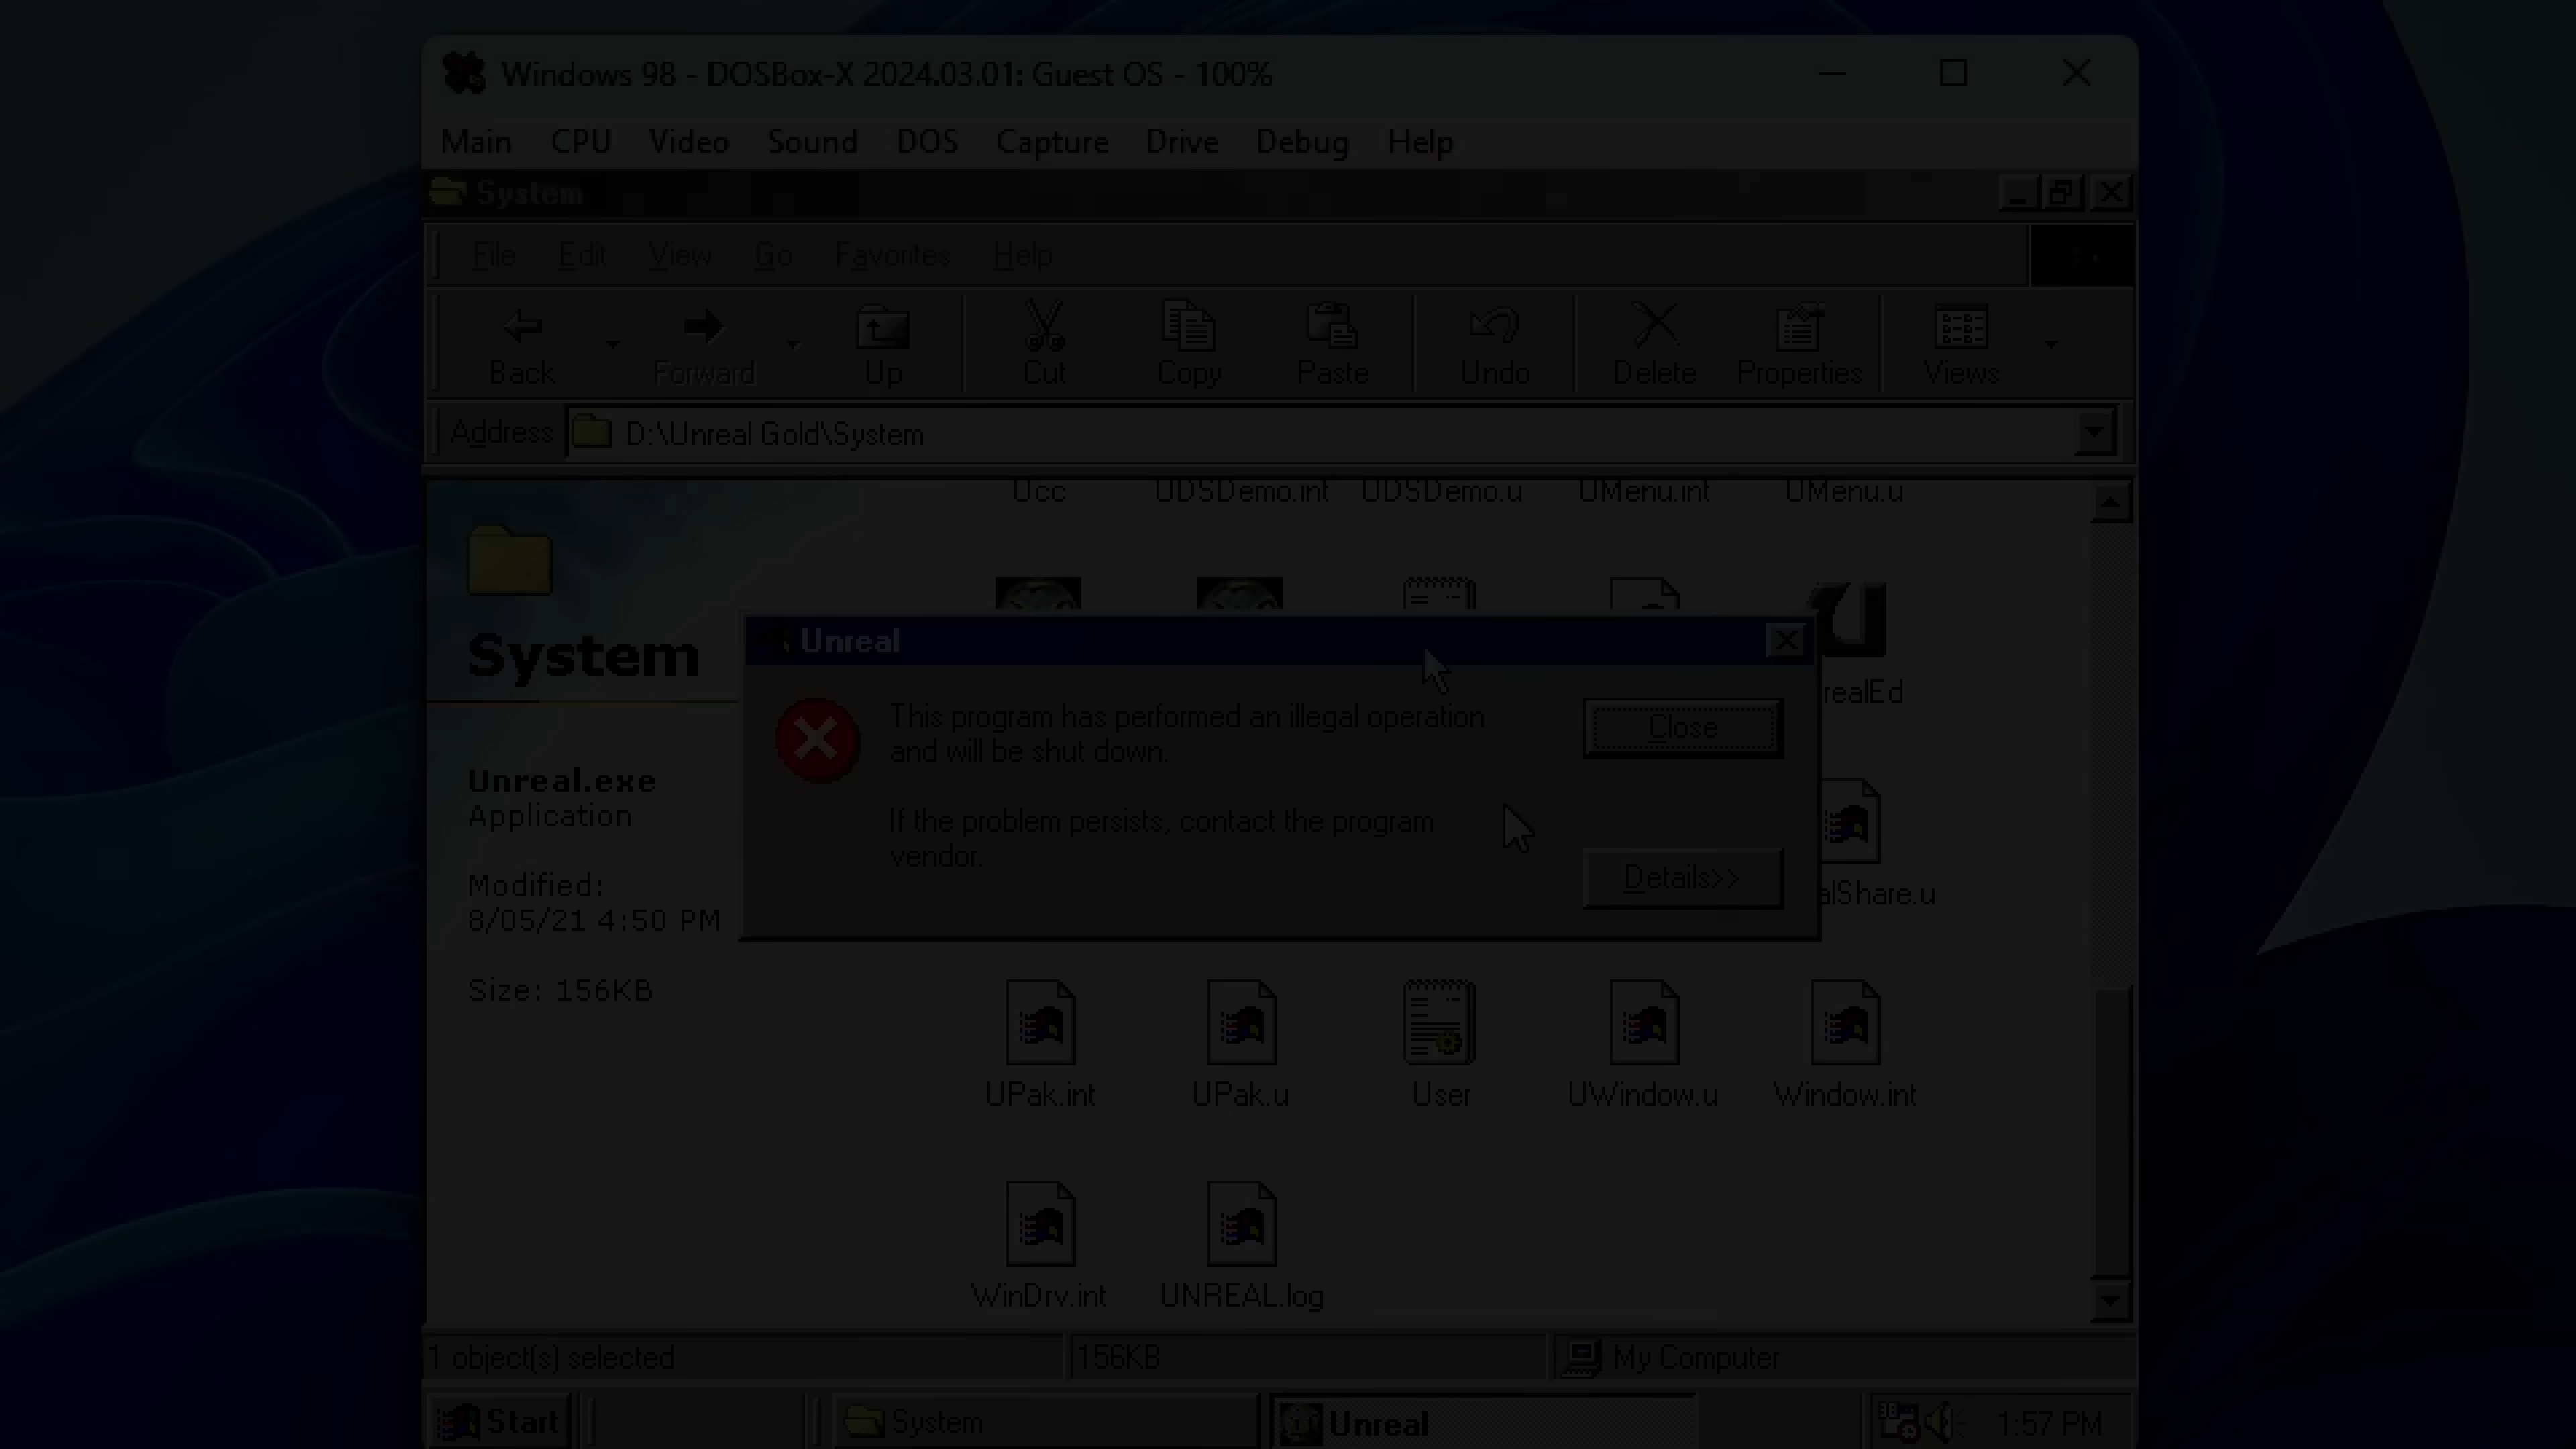 Windows 98 - DOSBox-X 2024.03.01: Guest OS - 100%
Main CPU Video Sound DOS Capture Drive Debug Help
System
File Edit View Go Favorites Help
Back Forward Up Cut Copy Paste Undo Delete Properties Views
Address D:\Unreal Gold\System
Ucc UDSDemo.int UDSDemo.u UMenu.int UMenu.u
System
Unreal.exe
Application
Modified:
8/05/21 4:50 PM
Size: 156KB
Unreal
This program has performed an illegal operation
and will be shut down.
If the problem persists, contact the program
vendor.
Close
Details>>
realEd
alShare.u
UPak.int UPak.u User UWindow.u Window.int
WinDrv.int UNREAL.log
1 object(s) selected 156KB My Computer
Start System Unreal 1:57 PM